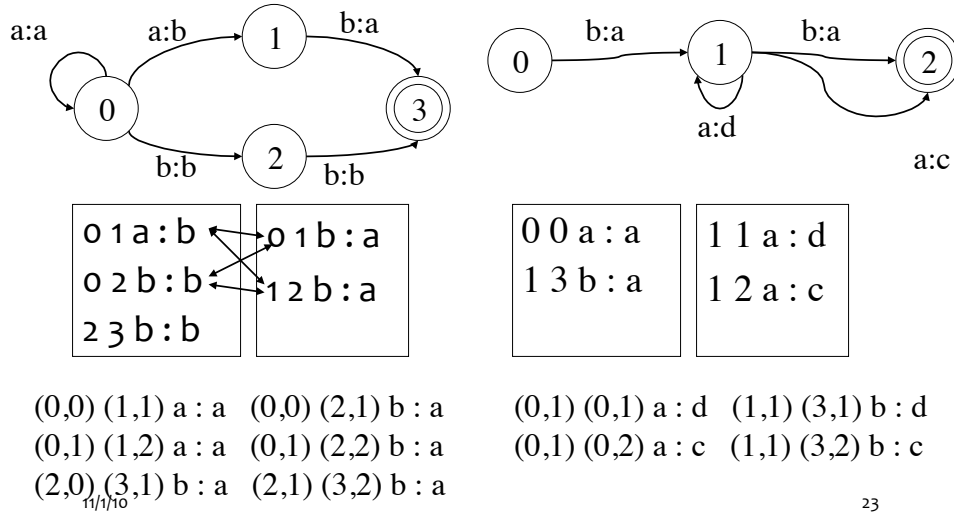 a:a
a:b
1
b:a
0
3
b:b
2
b:b
0
b:a
1
b:a
2
a:d
a:c
0 1 a : b
0 2 b : b
2 3 b : b
0 1 b : a
1 2 b : a
0 0 a : a
1 3 b : a
1 1 a : d
1 2 a : c
(0,0) (1,1) a : a (0,0) (2,1) b : a
(0,1) (1,2) a : a (0,1) (2,2) b : a
(2,0) (3,1) b : a (2,1) (3,2) b : a
(0,1) (0,1) a : d (1,1) (3,1) b : d
(0,1) (0,2) a : c (1,1) (3,2) b : c
11/1/10
23